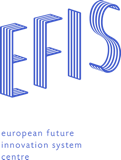 EFIS
european future
innovation system
centre